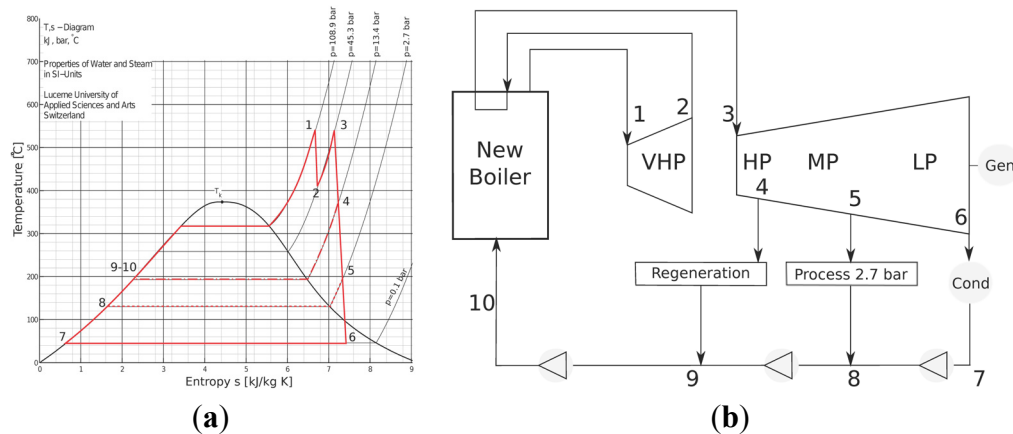 T,s – Diagram
kJ, bar, °C
Properties of Water and Steam
in SI–Units
Lucerne University of
Applied Sciences and Arts
Switzerland
p=108.9 bar
p=45.3 bar
p=13.4 bar
p=2.7 bar
p=0.1 bar
Temperature [°C]
800
700
600
500
400
300
200
100
0
1
3
2
4
Tk
9-10
5
8
7
6
0 1 2 3 4 5 6 7 8 9
Entropy s [kJ/kg K]
(a)
New
Boiler
1
2
VHP
3
HP
MP
LP
4
5
6
Gen
Regeneration
Process 2.7 bar
Cond
10
9
8
7
(b)